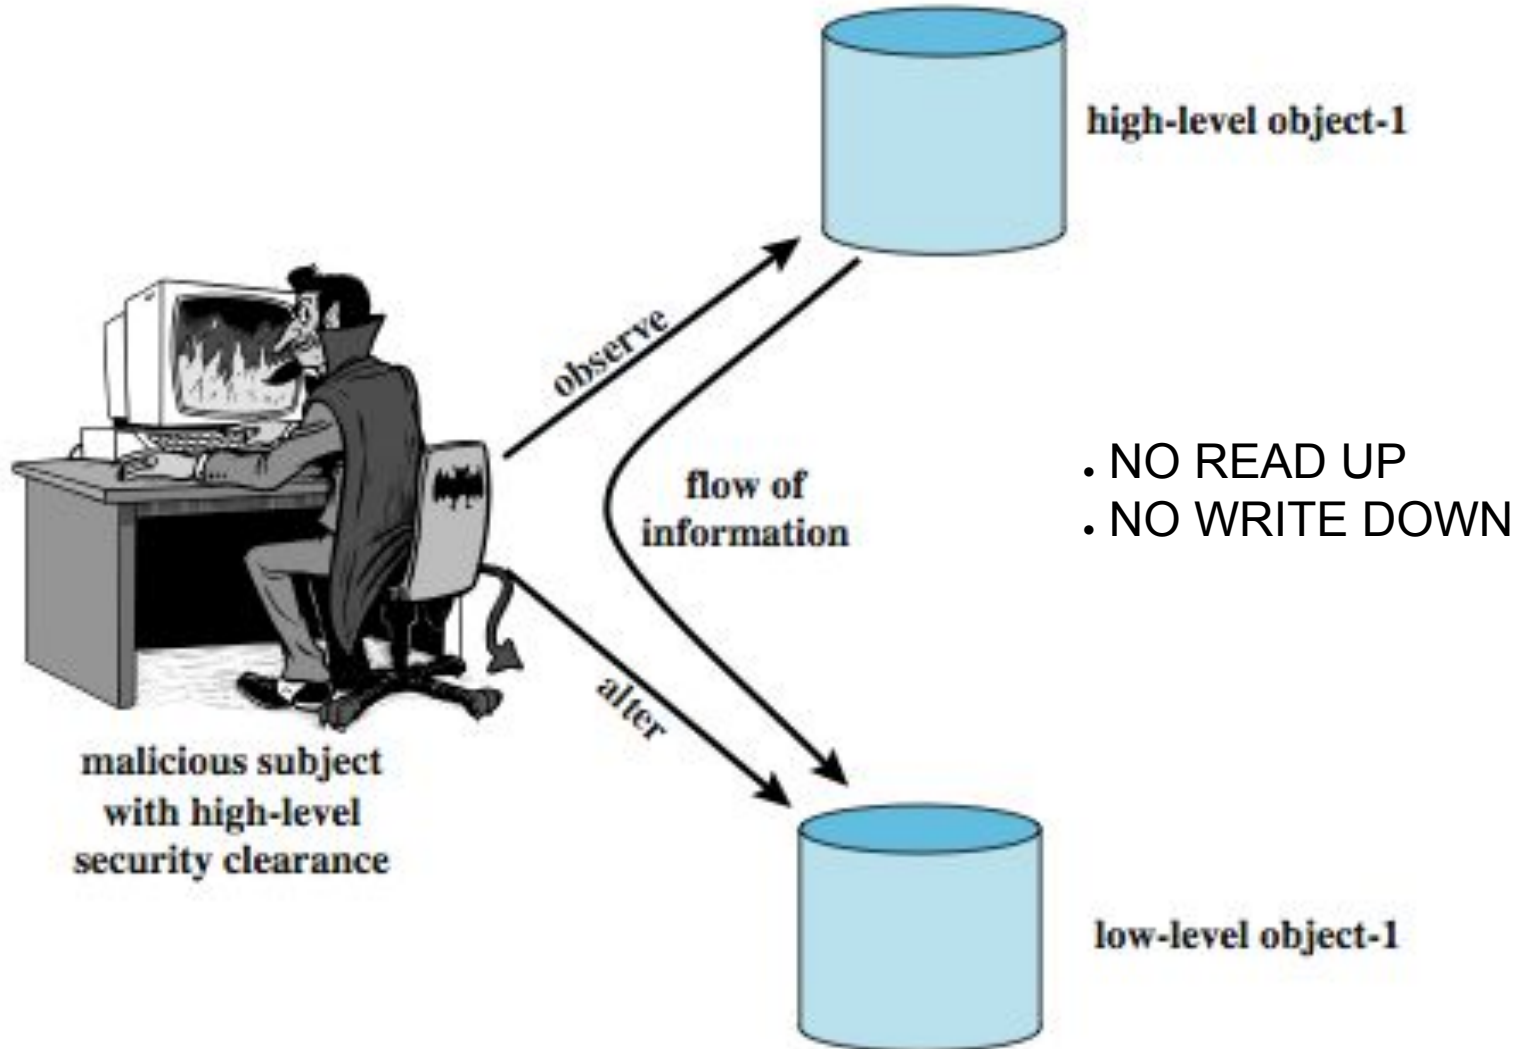 high-level object-1
observe
flow of
information
• NO READ UP
• NO WRITE DOWN
alter
malicious subject
with high-level
security clearance
low-level object-1